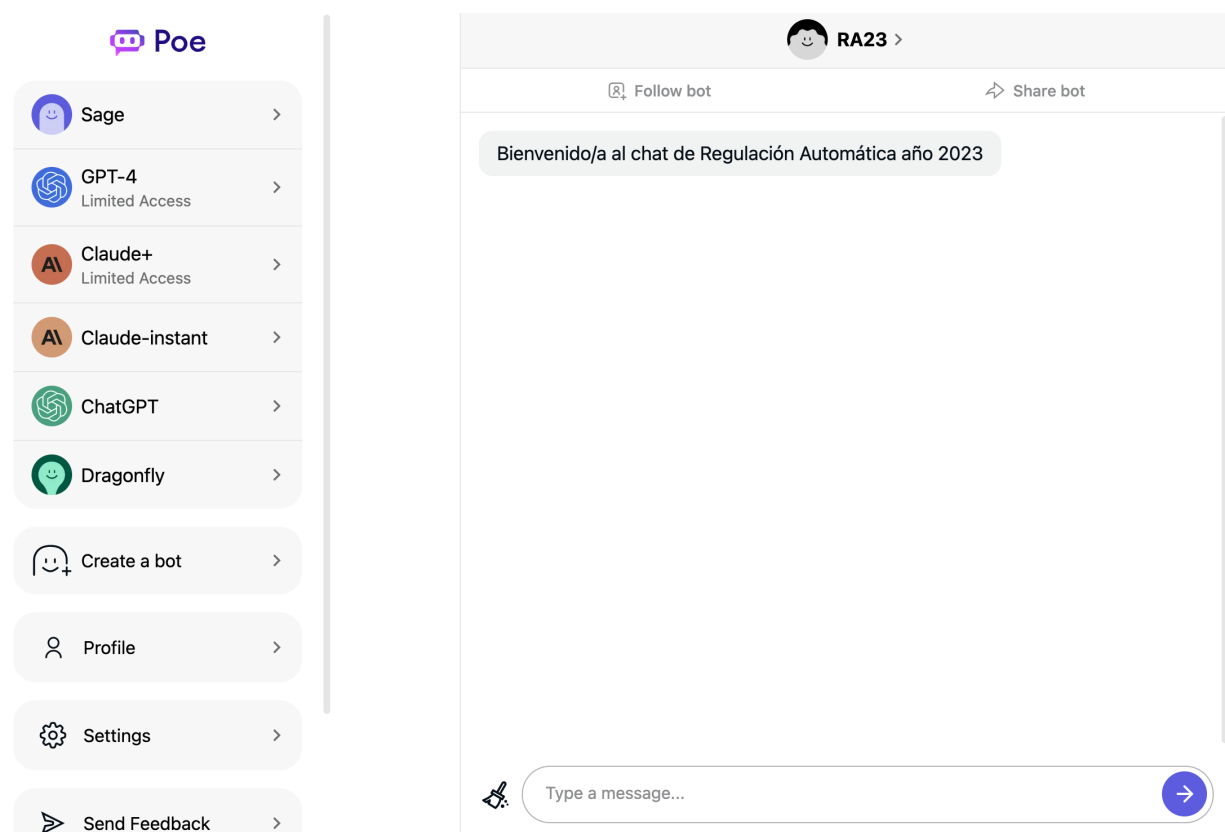 Poe
Sage
GPT-4
Limited Access
Claude+
Limited Access
Claude-instant
ChatGPT
Dragonfly
Create a bot
Profile
Settings
Send Feedback
RA23
Follow bot
Share bot
Bienvenido/a al chat de Regulación Automática año 2023
Type a message...